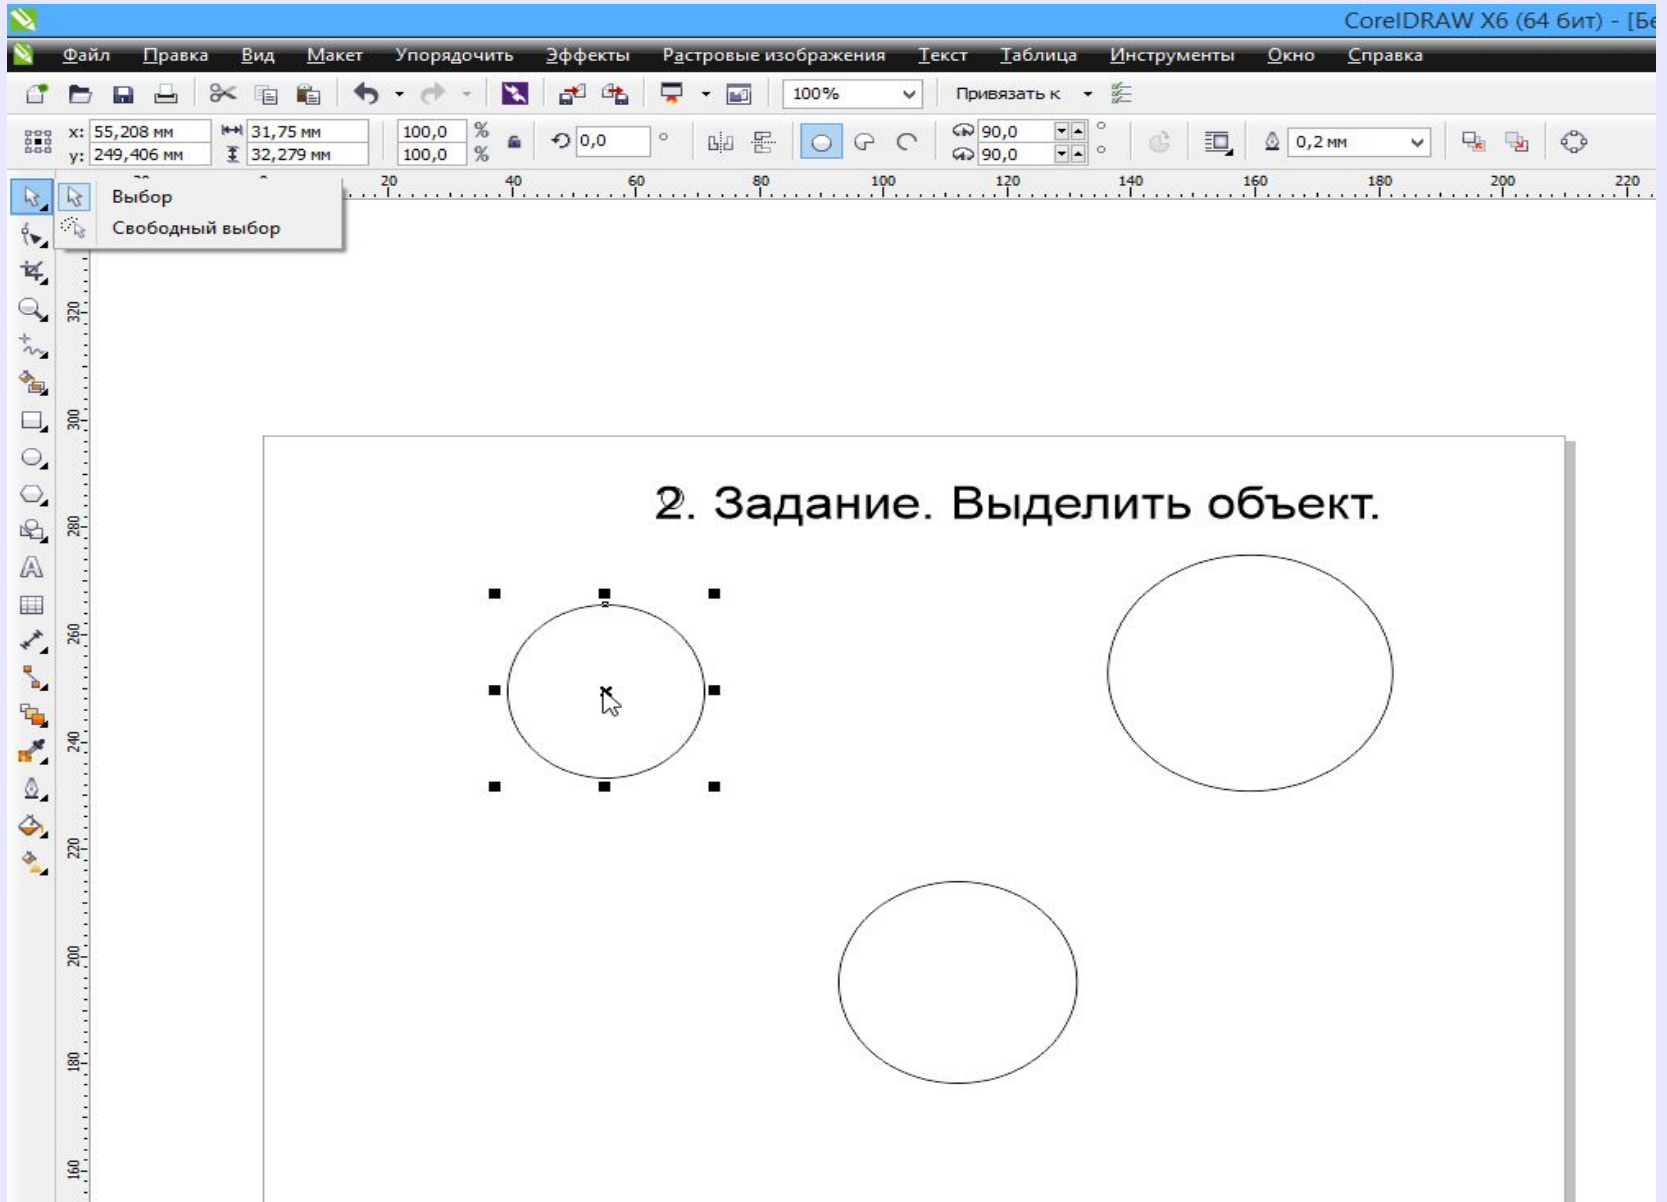 CorelDRAW X6 (64 бит) - [Бе
Файл Правка Вид Макет Упорядочить Эффекты Растровые изображения Текст Таблица Инструменты Окно Справка
100% Привязать к
x: 55,208 мм 31,75 мм 100,0 % 0,0 ° 90,0 ° 0,2 мм
y: 249,406 мм 32,279 мм 100,0 % 90,0 °
20 40 60 80 100 120 140 160 180 200 220
Выбор
Свободный выбор
320
300
2. Задание. Выделить объект.
280
260
240
220
200
180
160